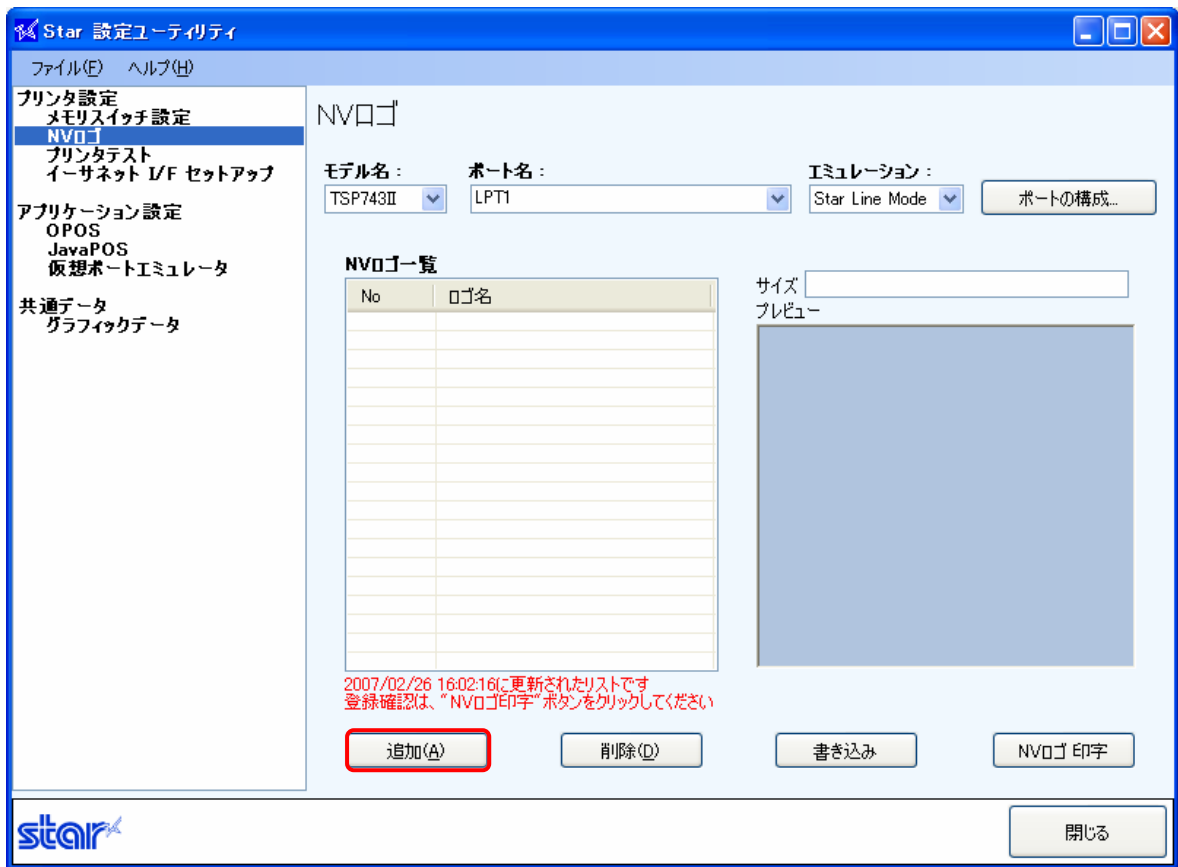 Star 設定ユーティリティ
ファイル(F) ヘルプ(H)
プリンタ設定
メモリスイッチ設定
NVロゴ
プリンタテスト
イーサネット I/F セットアップ
アプリケーション設定
OPOS
JavaPOS
仮想ポートエミュレータ
共通データ
グラフィックデータ
NVロゴ
モデル名: ポート名: エミュレーション:
TSP743II LPT1 Star Line Mode ポートの構成...
NVロゴ一覧
No ロゴ名
サイズ
プレビュー
2007/02/26 16:02:16に更新されたリストです
登録確認は、"NVロゴ印字"ボタンをクリックしてください
追加(A) 削除(D) 書き込み NVロゴ 印字
star
閉じる